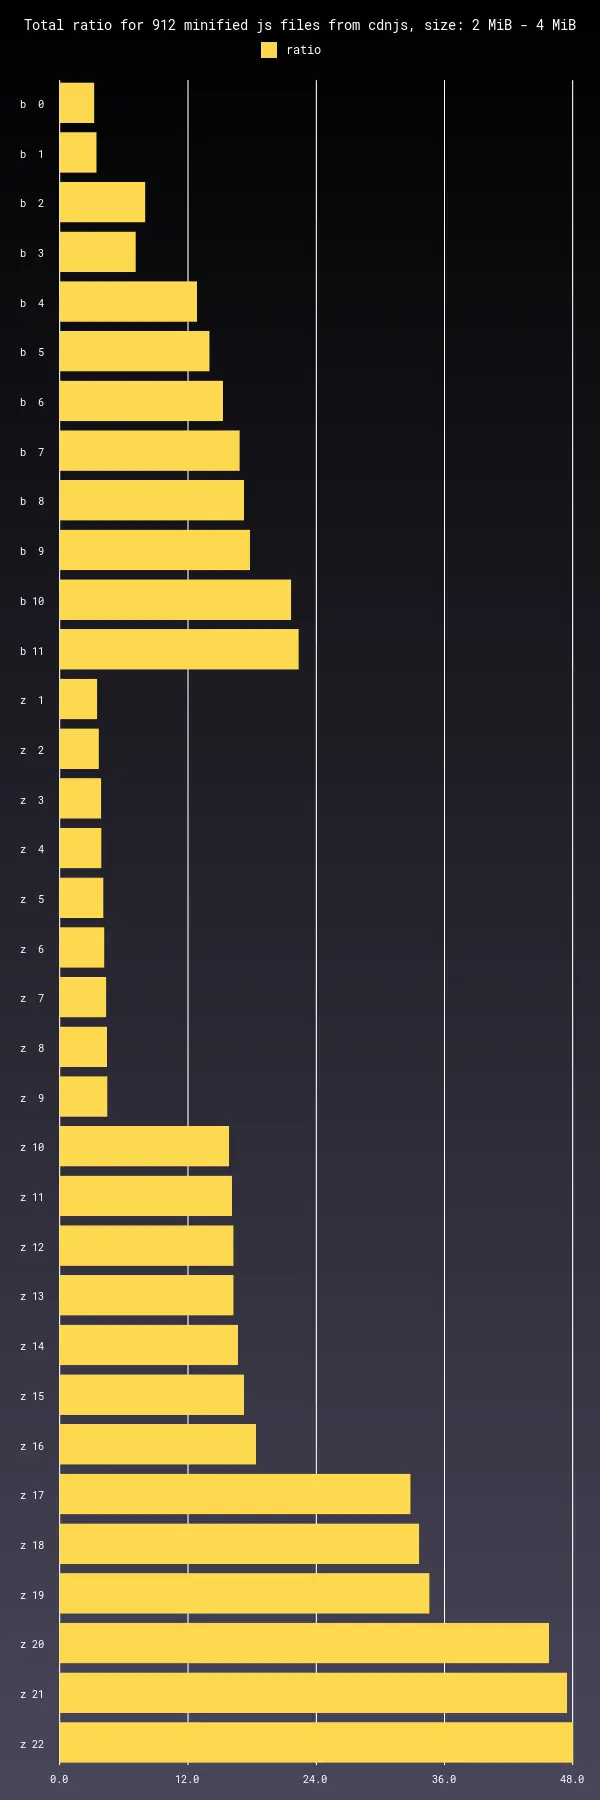 Total ratio for 912 minified js files from cdnjs, size: 2 MiB - 4 MiB
ratio
b 0
b 1
b 2
b 3
b 4
b 5
b 6
b 7
b 8
b 9
b 10
b 11
z 1
z 2
z 3
z 4
z 5
z 6
z 7
z 8
z 9
z 10
z 11
z 12
z 13
z 14
z 15
z 16
z 17
z 18
z 19
z 20
z 21
z 22
0.0 12.0 24.0 36.0 48.0